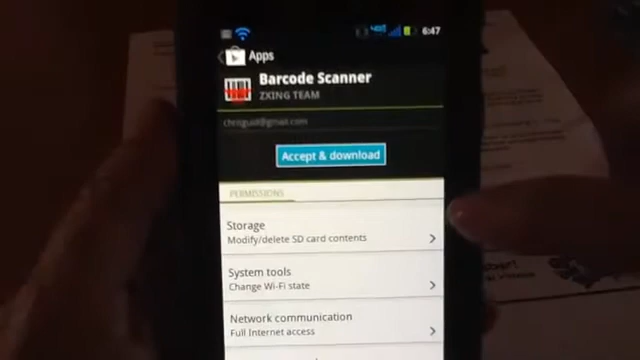 6:47
Apps
Barcode Scanner
ZXING TEAM
Accept & download
PERMISSIONS
Storage
Modify/delete SD card contents
System tools
Change Wi-Fi state
Network communication
Full Internet access